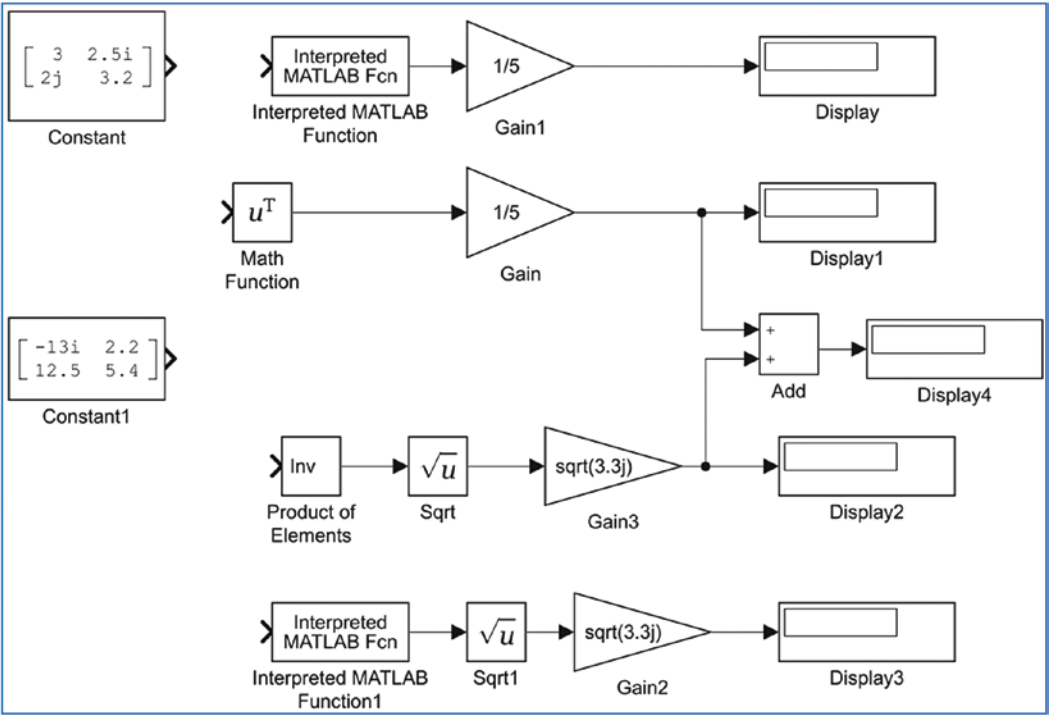 3 2.5i
2j 3.2
Constant
Interpreted
MATLAB Fcn
Interpreted MATLAB
Function
1/5
Gain1
Display
uᵀ
Math
Function
1/5
Gain
Display1
-13i 2.2
12.5 5.4
Constant1
+
+
Add
Display4
Inv
Product of
Elements
√u
Sqrt
sqrt(3.3j)
Gain3
Display2
Interpreted
MATLAB Fcn
Interpreted MATLAB
Function1
√u
Sqrt1
sqrt(3.3j)
Gain2
Display3